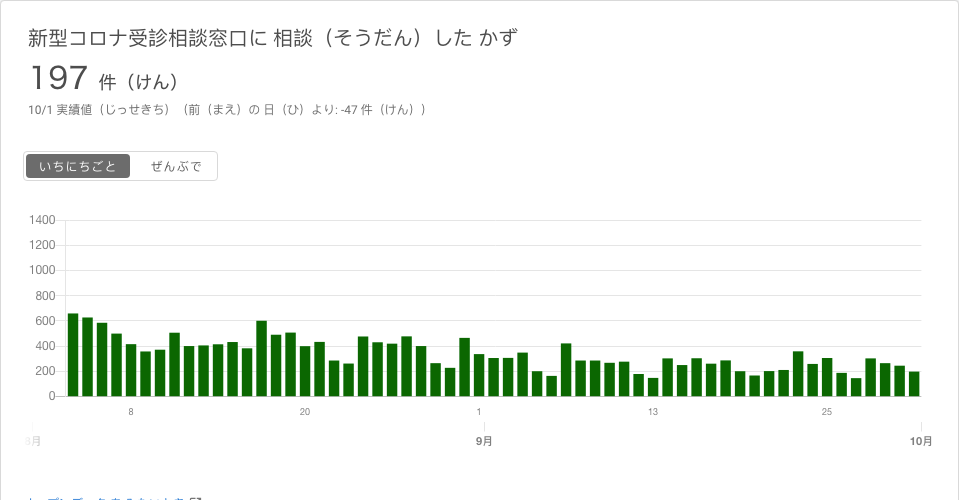 新型コロナ受診相談窓口に 相談（そうだん）した かず
197 件（けん）
10/1 実績値（じっせきち）（前（まえ）の 日（ひ）より: -47 件（けん））
いちにちごと ぜんぶで
1400
1200
1000
800
600
400
200
0
8 20 1 13 25
月 9月 10月